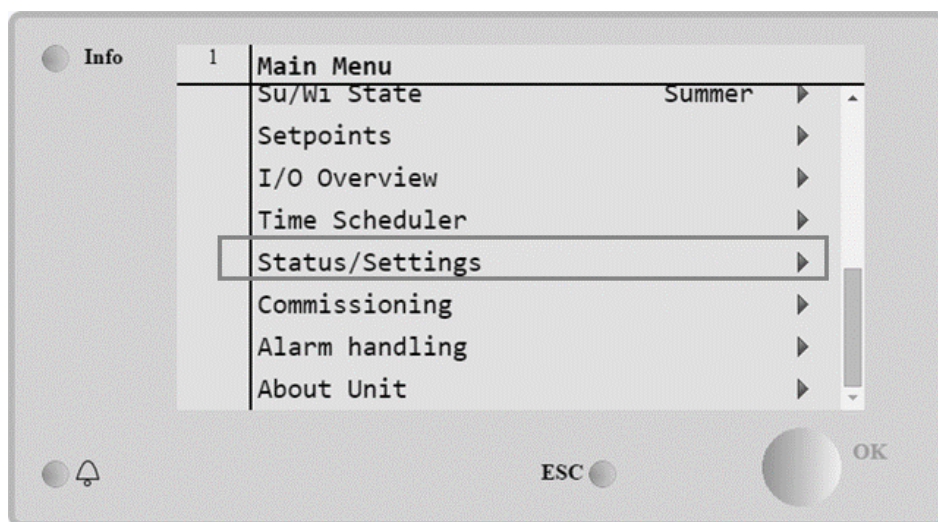 Info
1 Main Menu
Su/Wi State Summer
Setpoints
I/O Overview
Time Scheduler
Status/Settings
Commissioning
Alarm handling
About Unit
ESC
OK